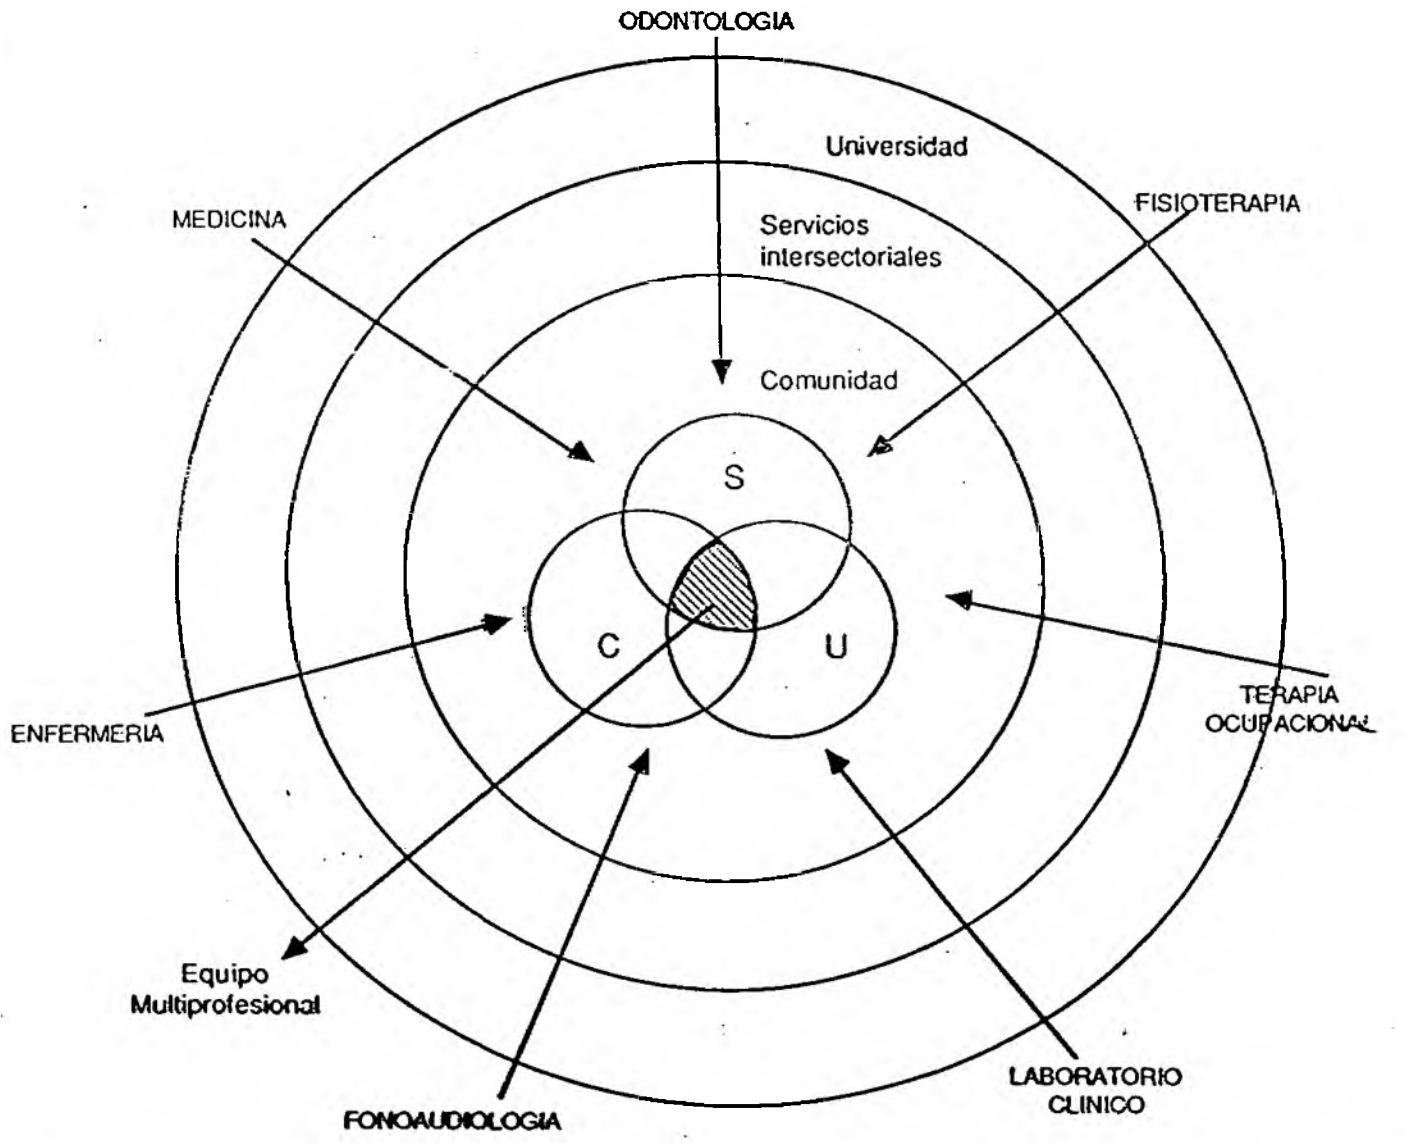 ODONTOLOGIA
Universidad
MEDICINA
FISIOTERAPIA
Servicios
intersectoriales
Comunidad
S
C
U
ENFERMERIA
TERAPIA
OCUPACIONAL
Equipo
Multiprofesional
LABORATORIO
CLINICO
FONOAUDIOLOGIA